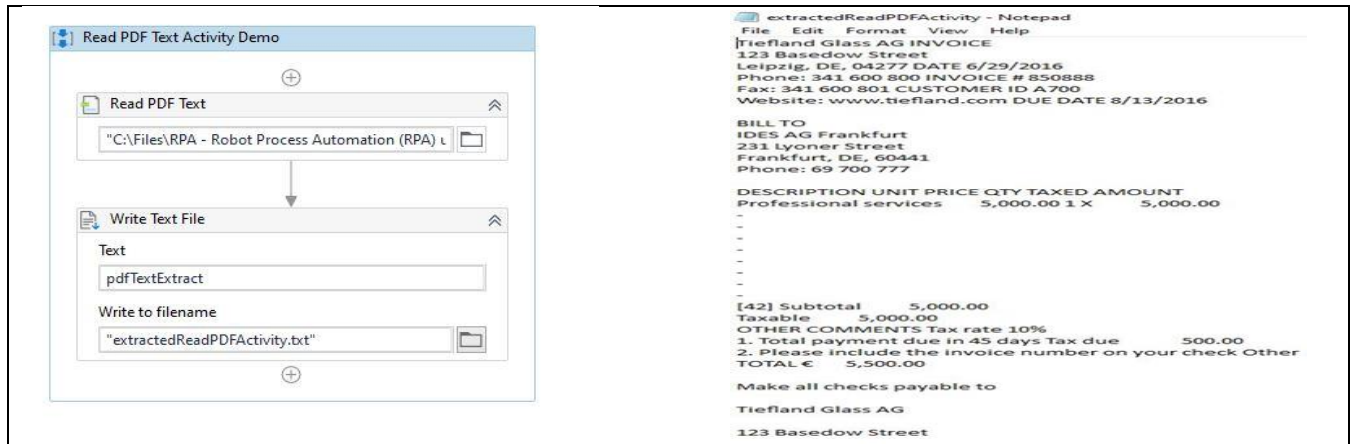 Read PDF Text Activity Demo
Read PDF Text
"C:\Files\RPA - Robot Process Automation (RPA) u
Write Text File
Text
pdfTextExtract
Write to filename
"extractedReadPDFActivity.txt"
extractedReadPDFActivity - Notepad
File Edit Format View Help
Tiefland Glass AG INVOICE
123 Basedow Street
Leipzig, DE, 04277 DATE 6/29/2016
Phone: 341 600 800 INVOICE # 850888
Fax: 341 600 801 CUSTOMER ID A700
Website: www.tiefland.com DUE DATE 8/13/2016
BILL TO
IDES AG Frankfurt
231 Lyoner Street
Frankfurt, DE, 60441
Phone: 69 700 777
DESCRIPTION UNIT PRICE QTY TAXED AMOUNT
Professional services 5,000.00 1 X 5,000.00
-
-
-
-
-
-
-
[42] Subtotal 5,000.00
Taxable 5,000.00
OTHER COMMENTS Tax rate 10%
1. Total payment due in 45 days Tax due 500.00
2. Please include the invoice number on your check Other
TOTAL € 5,500.00
Make all checks payable to
Tiefland Glass AG
123 Basedow Street